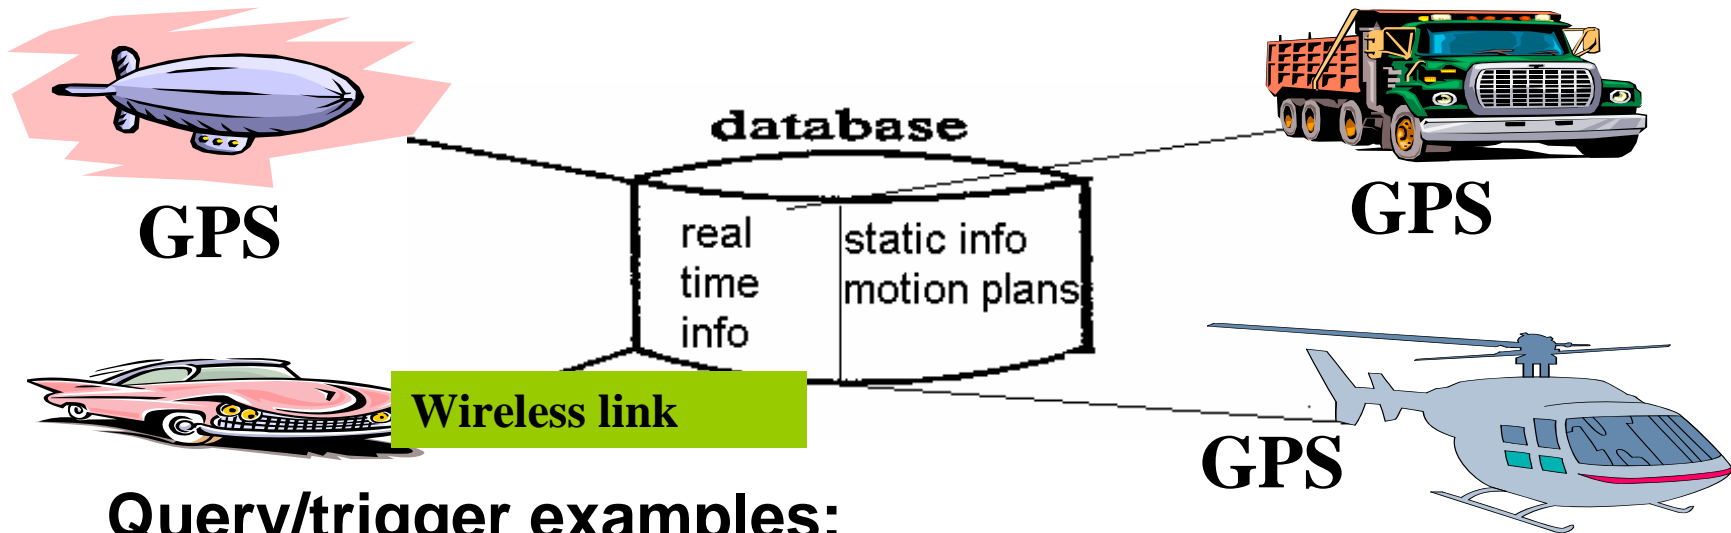 database
GPS
GPS
real
time
info
static info
motion plans
Wireless link
GPS
Query/trigger examples: